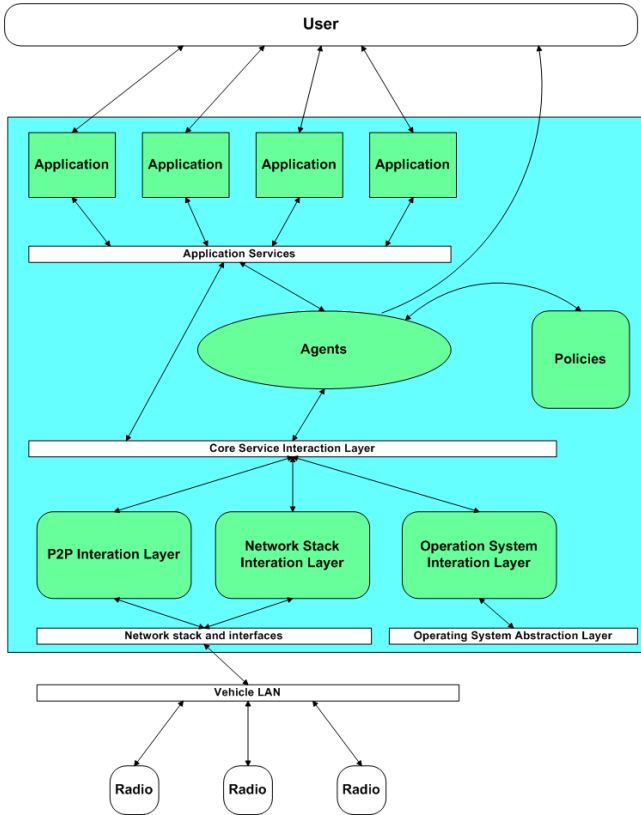 User
Application
Application
Application
Application
Application Services
Agents
Policies
Core Service Interaction Layer
P2P Interation Layer
Network Stack
Interation Layer
Operation System
Interation Layer
Network stack and interfaces
Operating System Abstraction Layer
Vehicle LAN
Radio
Radio
Radio